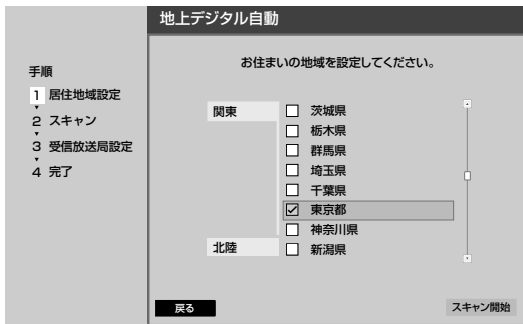 地上デジタル自動
お住まいの地域を設定してください。
手順
1 居住地域設定
2 スキャン
3 受信放送局設定
4 完了
関東
茨城県
栃木県
群馬県
埼玉県
千葉県
東京都
神奈川県
北陸
新潟県
戻る
スキャン開始